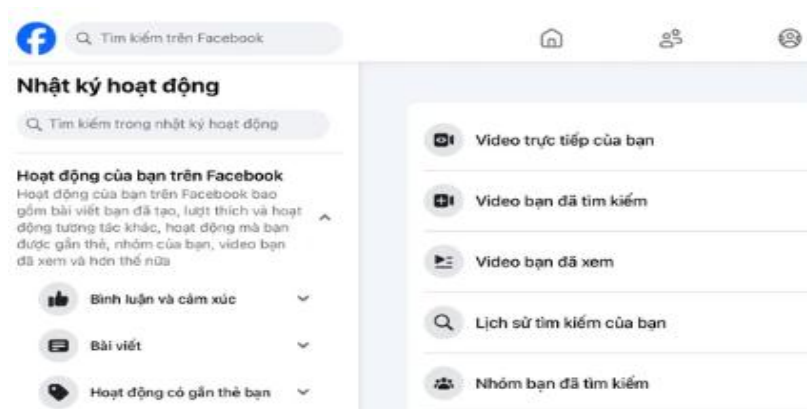 Tìm kiếm trên Facebook
Nhật ký hoạt động
Tìm kiếm trong nhật ký hoạt động
Hoạt động của bạn trên Facebook
Hoạt động của bạn trên Facebook bao
gồm bài viết bạn đã tạo, lượt thích và hoạt
động tương tác khác, hoạt động mà bạn
được gắn thẻ, nhóm của bạn, video bạn
đã xem và hơn thế nữa
Bình luận và cảm xúc
Bài viết
Hoạt động có gắn thẻ bạn
Video trực tiếp của bạn
Video bạn đã tìm kiếm
Video bạn đã xem
Lịch sử tìm kiếm của bạn
Nhóm bạn đã tìm kiếm